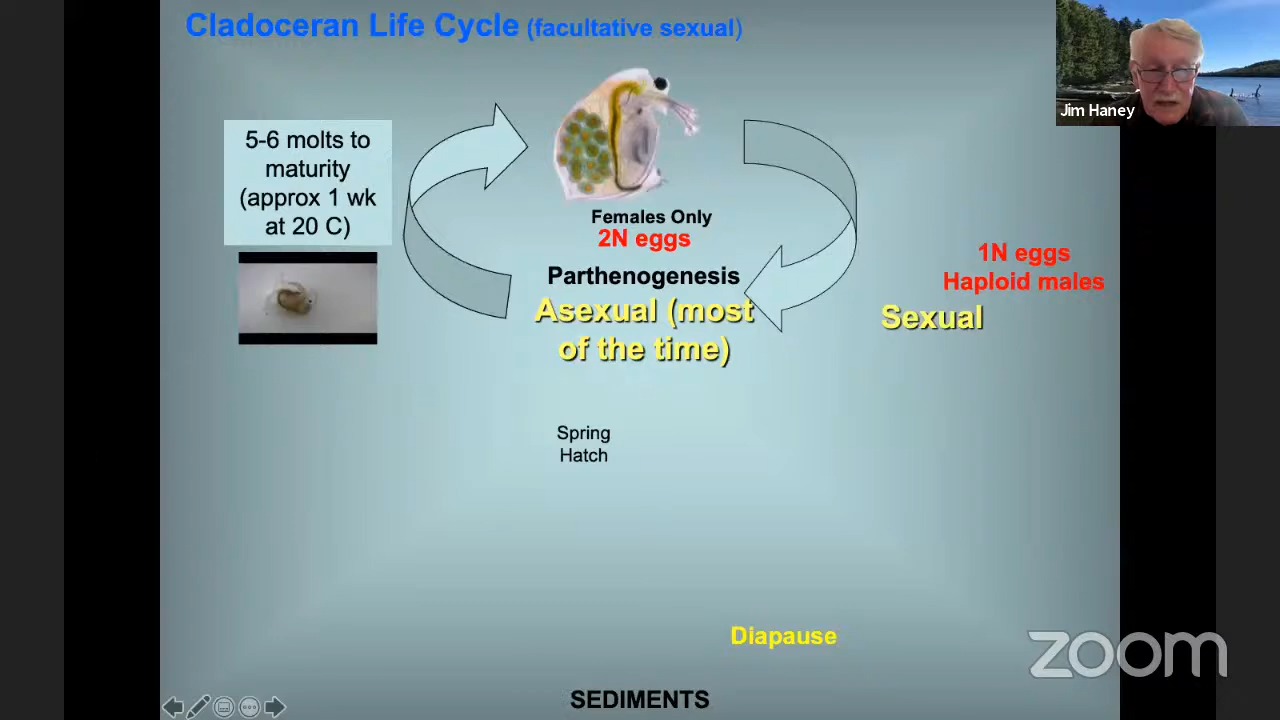 Cladoceran Life Cycle (facultative sexual)
Jim Haney
5-6 molts to
maturity
(approx 1 wk
at 20 C)
Females Only
2N eggs
Parthenogenesis
Asexual (most
of the time)
1N eggs
Haploid males
Sexual
Spring
Hatch
Diapause
SEDIMENTS
zoom